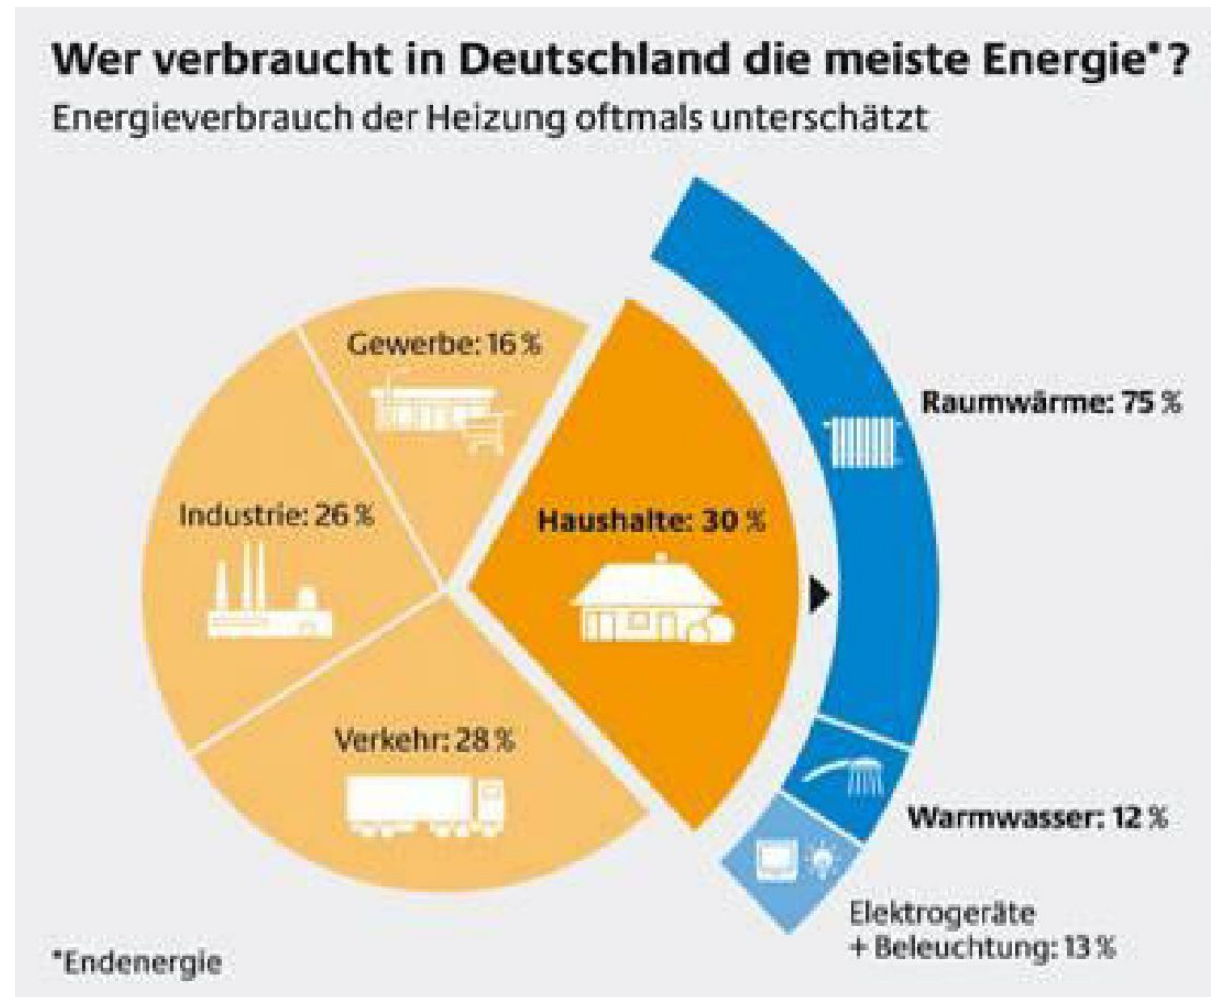 Wer verbraucht in Deutschland die meiste Energie*?
Energieverbrauch der Heizung oftmals unterschätzt
Gewerbe: 16 %
Raumwärme: 75 %
Industrie: 26 %
Haushalte: 30 %
Verkehr: 28 %
Warmwasser: 12 %
Elektrogeräte
+ Beleuchtung: 13 %
*Endenergie